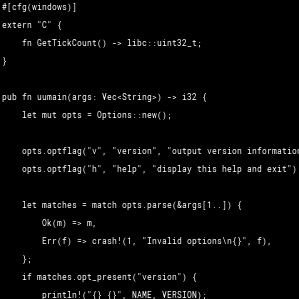 #[cfg(windows)]
extern "C" {
    fn GetTickCount() -> libc::uint32_t;
}

pub fn uumain(args: Vec<String>) -> i32 {
    let mut opts = Options::new();

    opts.optflag("v", "version", "output version information
    opts.optflag("h", "help", "display this help and exit")

    let matches = match opts.parse(&args[1..]) {
        Ok(m) => m,
        Err(f) => crash!(1, "Invalid options\n{}", f),
    };
    if matches.opt_present("version") {
        println!("{} {}", NAME, VERSION);